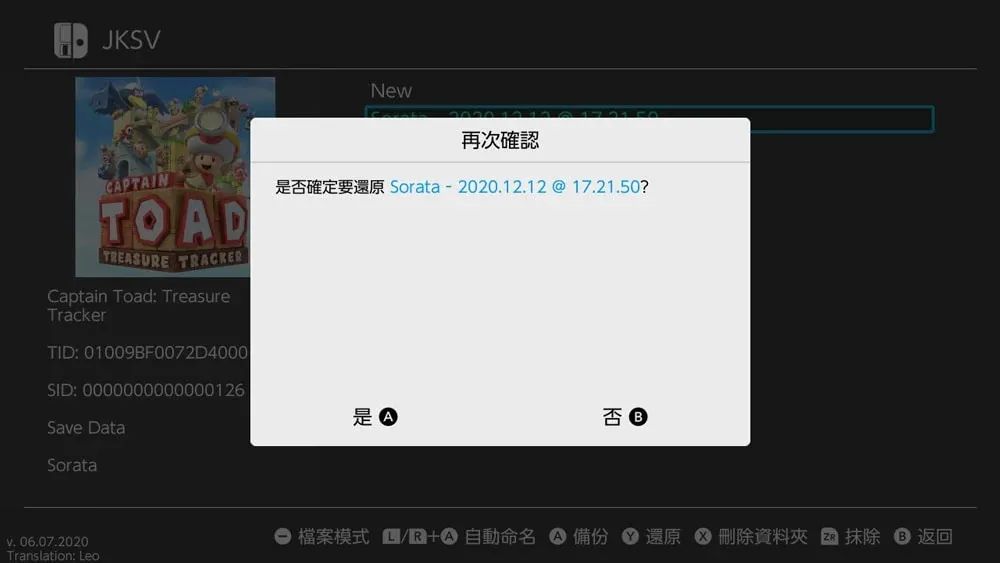 JKSV
New
Sorata - 2020.12.12 @ 17.21.50
再次確認
是否確定要還原 Sorata - 2020.12.12 @ 17.21.50?
是 A
否 B
CAPTAIN
TOAD
TREASURE TRACKER
Captain Toad: Treasure
Tracker
TID: 01009BF0072D4000
SID: 0000000000000126
Save Data
Sorata
v. 06.07.2020
Translation: Leo
檔案模式 L/R+A 自動命名 A 備份 Y 還原 X 刪除資料夾 ZR 抹除 B 返回